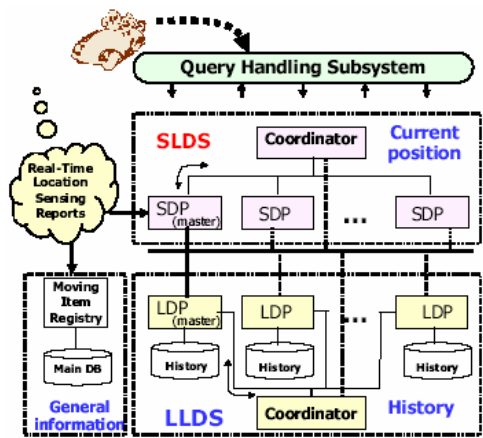 Query Handling Subsystem
SLDS
Coordinator
Current
position
Real-Time
Location
Sensing
Reports
SDP
(master)
SDP
...
SDP
Moving
Item
Registry
Main DB
General
information
LDP
(master)
LDP
...
LDP
History
History
History
LLDS
Coordinator
History